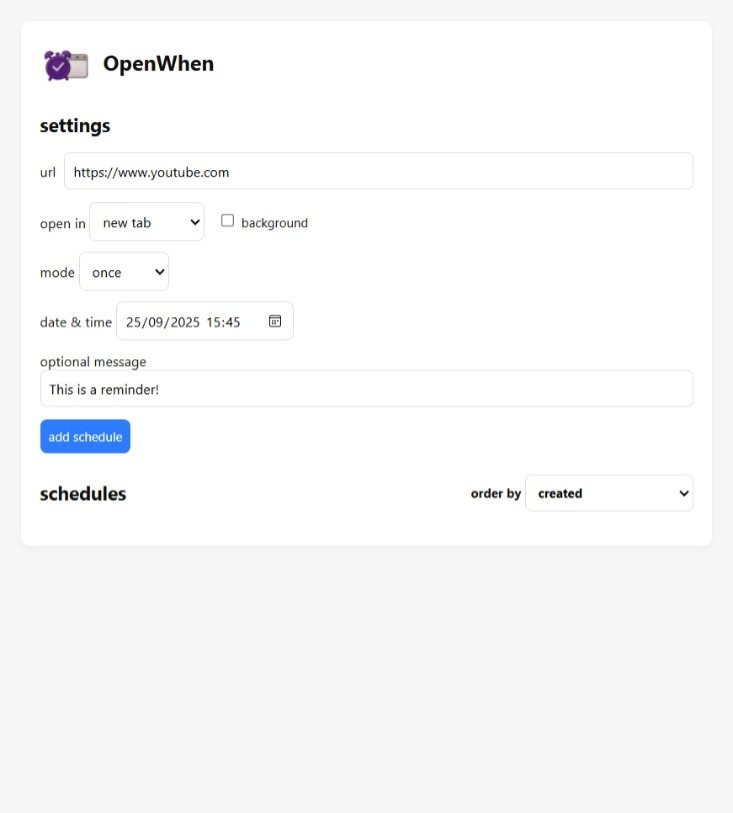 OpenWhen
settings
url https://www.youtube.com
open in new tab background
mode once
date & time 25/09/2025 15:45
optional message
This is a reminder!
add schedule
schedules order by created